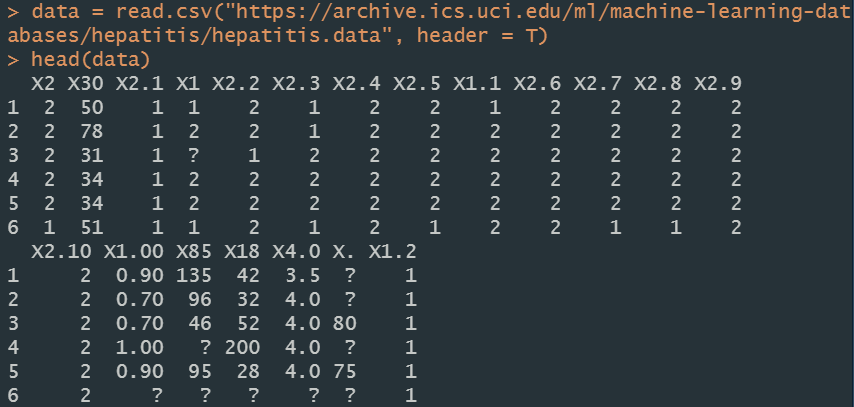 > data = read.csv("https://archive.ics.uci.edu/ml/machine-learning-dat
abases/hepatitis/hepatitis.data", header = T)
> head(data)
  X2 X30 X2.1 X1 X2.2 X2.3 X2.4 X2.5 X1.1 X2.6 X2.7 X2.8 X2.9
1  2  50    1  1    2    1    2    2    1    2    2    2    2
2  2  78    1  2    2    1    2    2    2    2    2    2    2
3  2  31    1  ?    1    2    2    2    2    2    2    2    2
4  2  34    1  2    2    2    2    2    2    2    2    2    2
5  2  34    1  2    2    2    2    2    2    2    2    2    2
6  1  51    1  1    2    1    2    1    2    2    1    1    2
  X2.10 X1.00 X85 X18 X4.0 X. X1.2
1     2  0.90 135  42  3.5  ?    1
2     2  0.70  96  32  4.0  ?    1
3     2  0.70  46  52  4.0 80    1
4     2  1.00   ? 200  4.0  ?    1
5     2  0.90  95  28  4.0 75    1
6     2     ?   ?   ?    ?  ?    1